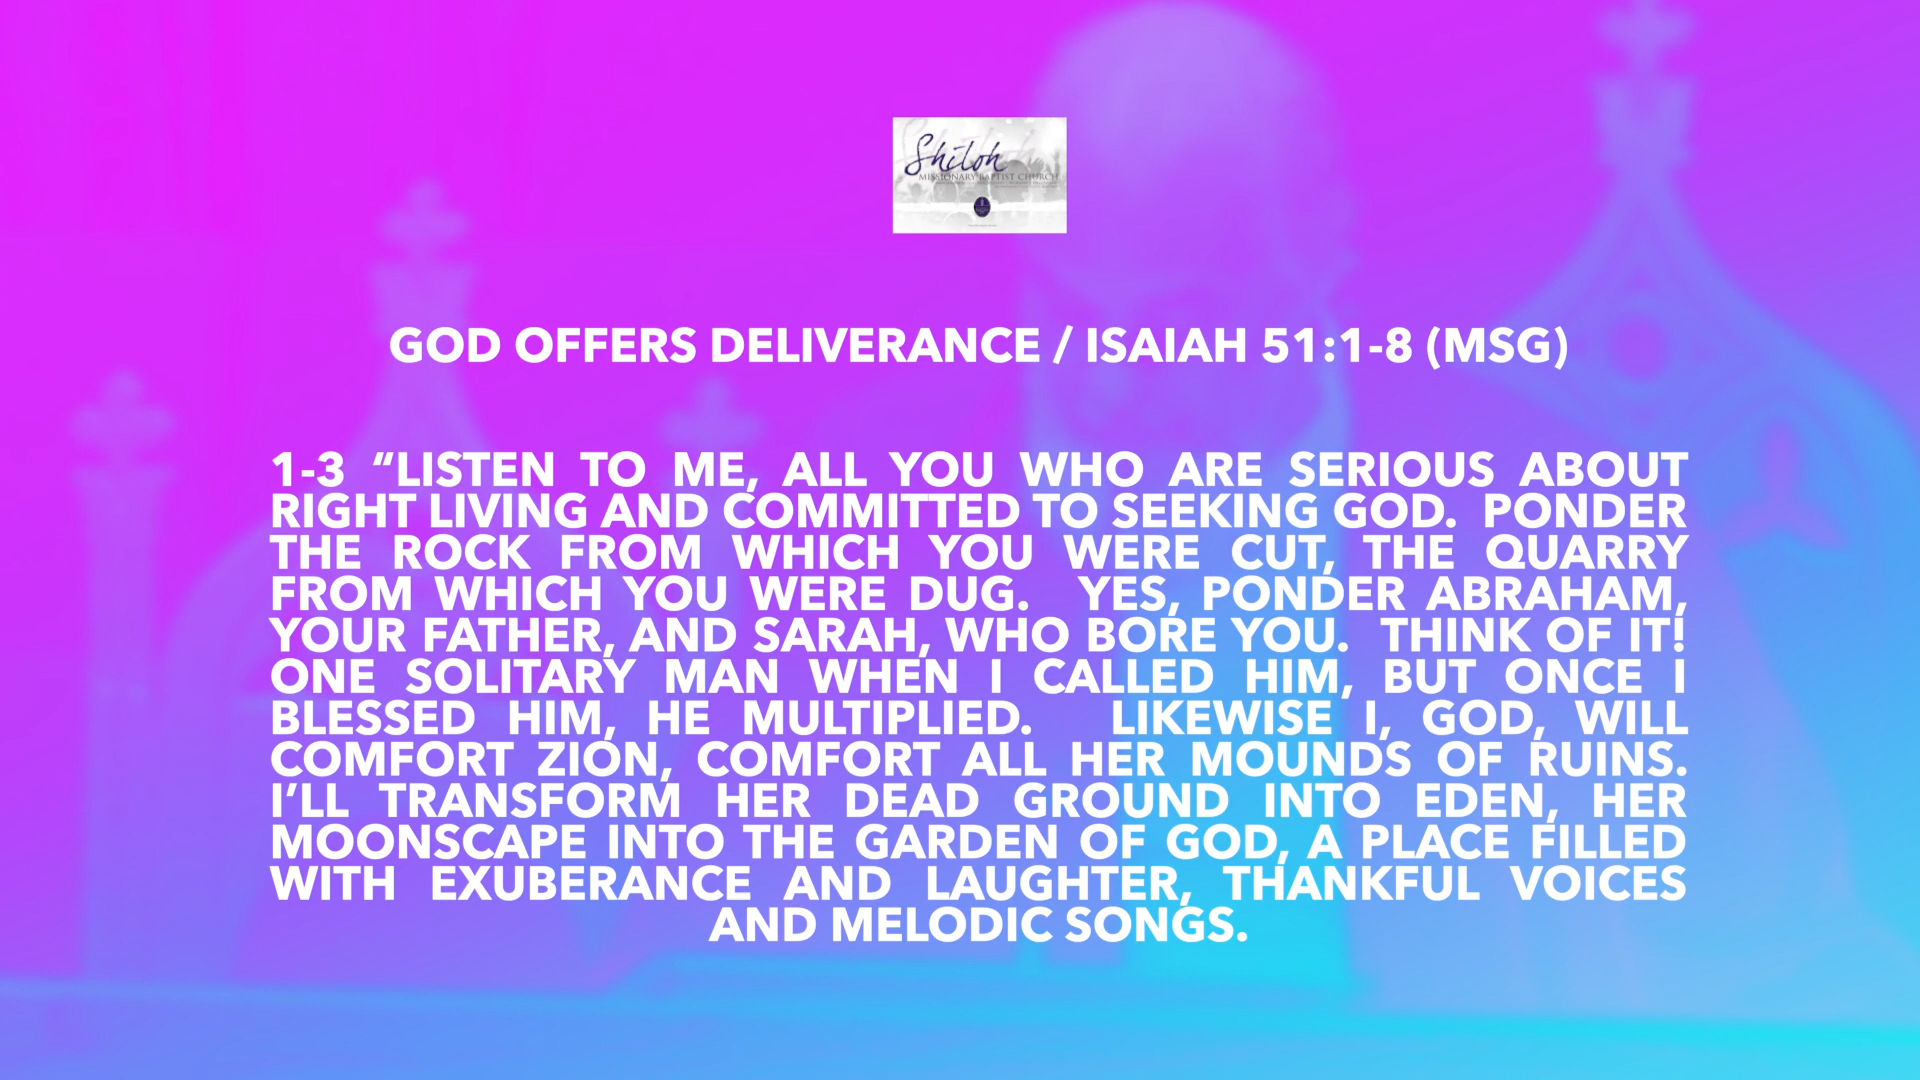 Shiloh
MISSIONARY BAPTIST CHURCH
GOD OFFERS DELIVERANCE / ISAIAH 51:1-8 (MSG)
1-3 “LISTEN TO ME, ALL YOU WHO ARE SERIOUS ABOUT
RIGHT LIVING AND COMMITTED TO SEEKING GOD. PONDER
THE ROCK FROM WHICH YOU WERE CUT, THE QUARRY
FROM WHICH YOU WERE DUG. YES, PONDER ABRAHAM,
YOUR FATHER, AND SARAH, WHO BORE YOU. THINK OF IT!
ONE SOLITARY MAN WHEN I CALLED HIM, BUT ONCE I
BLESSED HIM, HE MULTIPLIED. LIKEWISE I, GOD, WILL
COMFORT ZION, COMFORT ALL HER MOUNDS OF RUINS.
I’LL TRANSFORM HER DEAD GROUND INTO EDEN, HER
MOONSCAPE INTO THE GARDEN OF GOD, A PLACE FILLED
WITH EXUBERANCE AND LAUGHTER, THANKFUL VOICES
AND MELODIC SONGS.